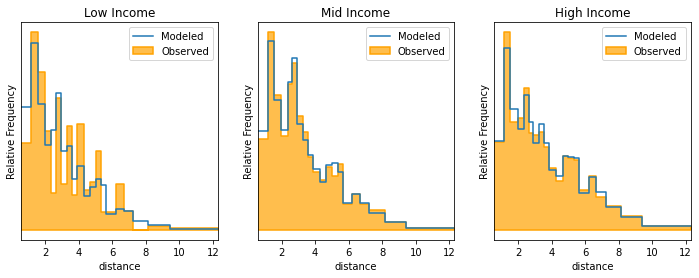 Low Income
Modeled
Observed
Relative Frequency
2 4 6 8 10 12
distance
Mid Income
Modeled
Observed
Relative Frequency
2 4 6 8 10 12
distance
High Income
Modeled
Observed
Relative Frequency
2 4 6 8 10 12
distance